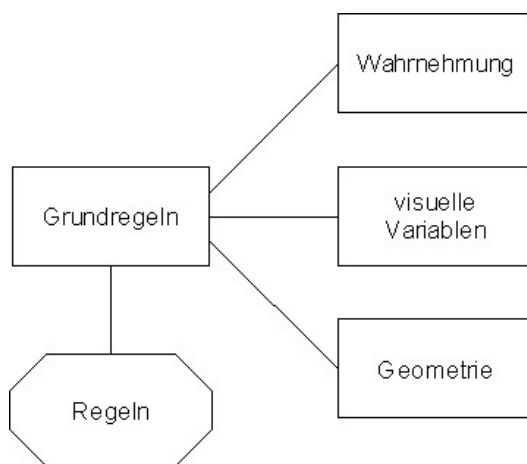 Wahrnehmung
Grundregeln
visuelle
Variablen
Geometrie
Regeln